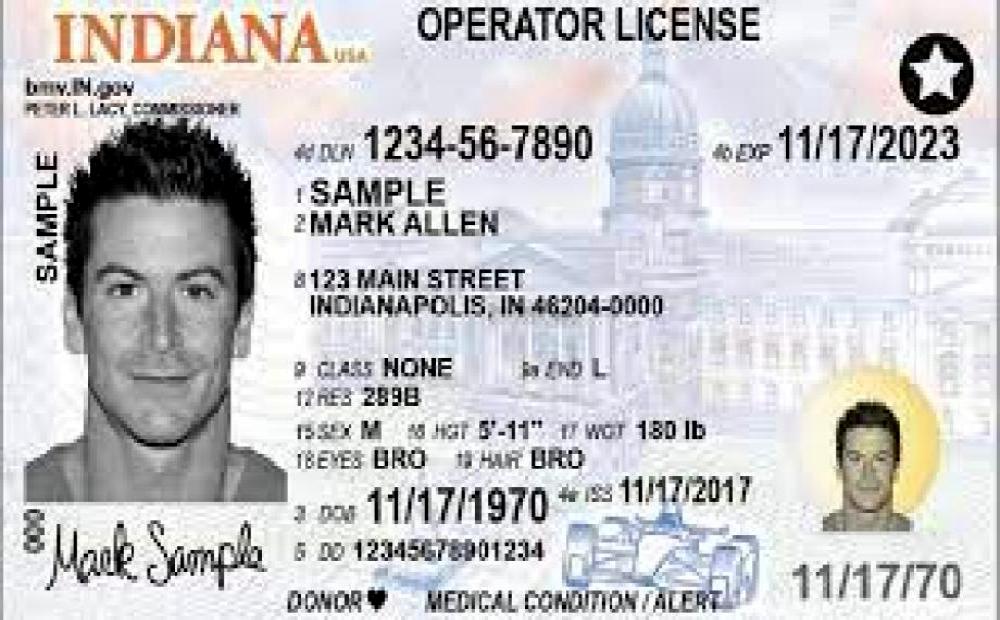 INDIANA USA
OPERATOR LICENSE
bmv.IN.gov
PETER L. LACY, COMMISSIONER
SAMPLE
4d DLN 1234-56-7890
4b EXP 11/17/2023
1 SAMPLE
2 MARK ALLEN
8 123 MAIN STREET
INDIANAPOLIS, IN 46204-0000
9 CLASS NONE 9a END L
12 RES 289B
15 SEX M 16 HGT 5'-11" 17 WGT 180 lb
18 EYES BRO 19 HAIR BRO
3 DOB 11/17/1970 4a ISS 11/17/2017
5 DD 12345678901234
000
Mark Sample
DONOR♥ MEDICAL CONDITION / ALERT
11/17/70